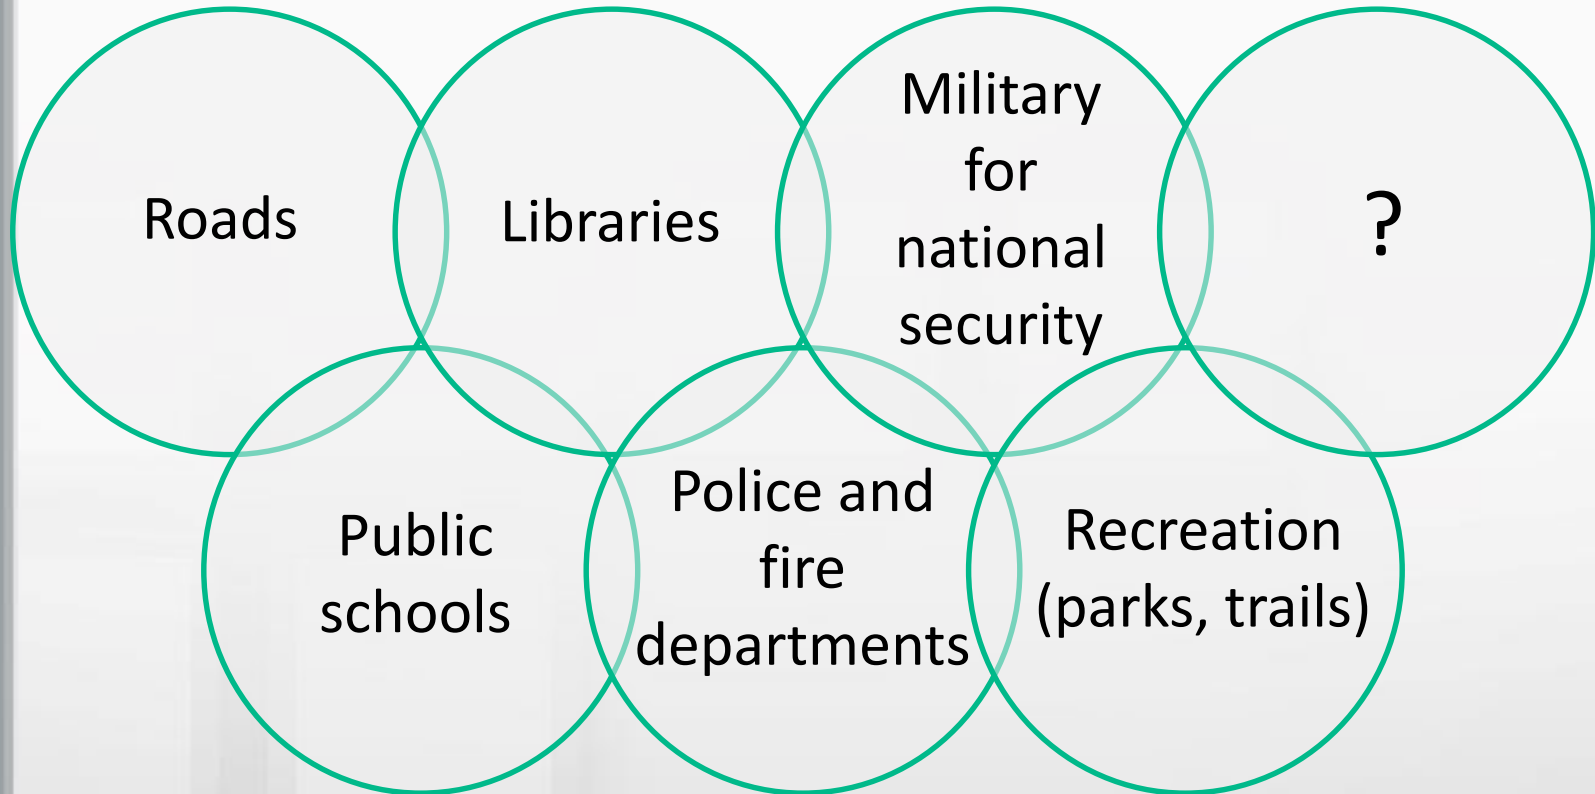 Roads
Libraries
Military
for
national
security
?
Public
schools
Police and
fire
departments
Recreation
(parks, trails)